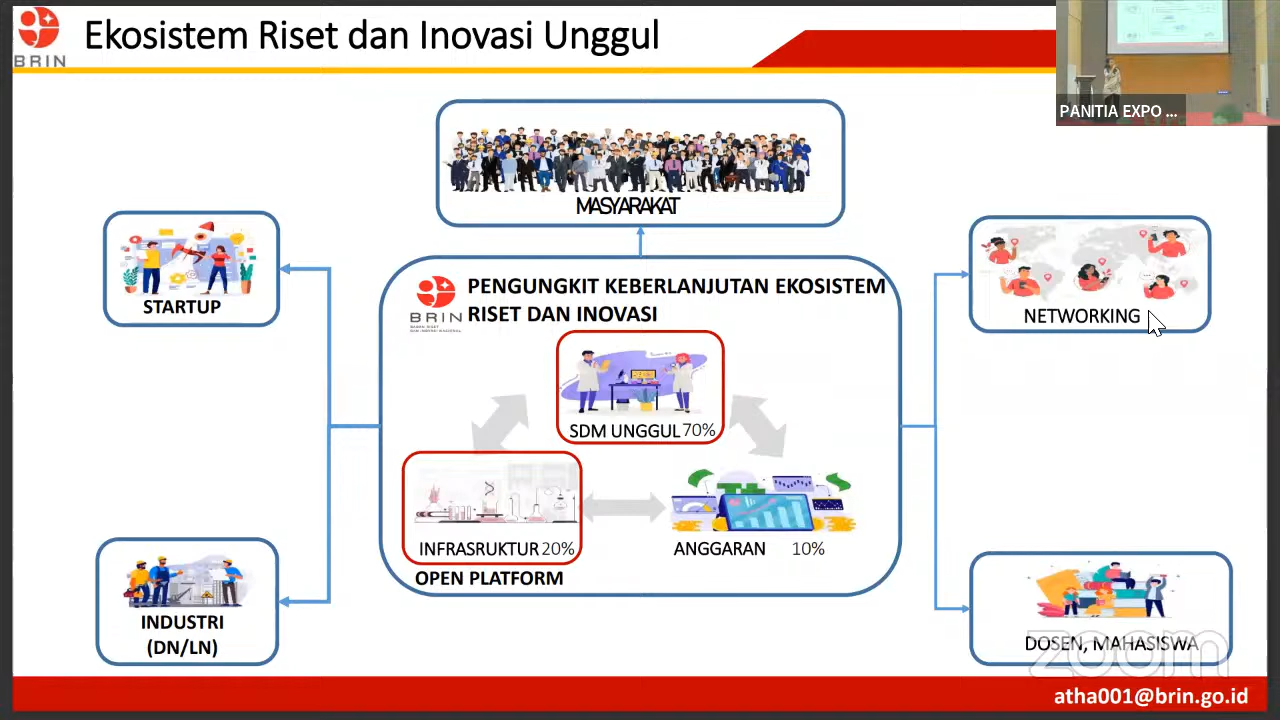 BRIN
Ekosistem Riset dan Inovasi Unggul
PANITIA EXPO ...
MASYARAKAT
STARTUP
NETWORKING
BRIN
PENGUNGKIT KEBERLANJUTAN EKOSISTEM
RISET DAN INOVASI
SDM UNGGUL 70%
INFRASRUKTUR 20%
ANGGARAN 10%
OPEN PLATFORM
INDUSTRI
(DN/LN)
DOSEN, MAHASISWA
zoom
atha001@brin.go.id